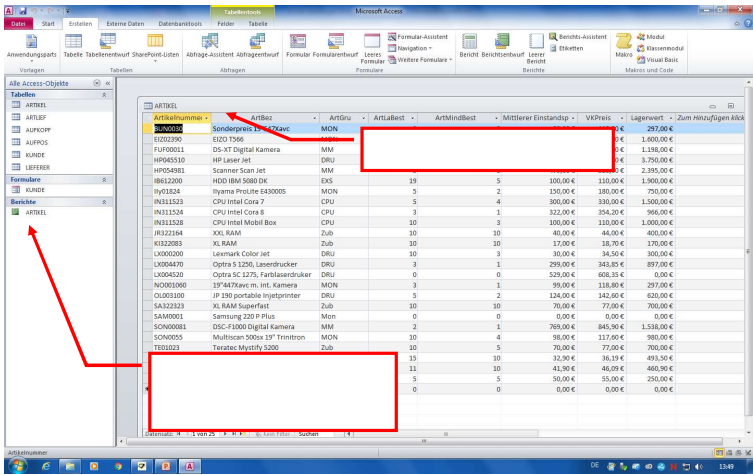 Tabellentools Microsoft Access
Datei Start Erstellen Externe Daten Datenbanktools Felder Tabelle
Anwendungsparts Tabelle Tabellenentwurf SharePoint-Listen Abfrage-Assistent Abfrageentwurf Formular Formularentwurf Leeres Formular Formular-Assistent Navigation Weitere Formulare Bericht Berichtsentwurf Leerer Bericht Berichts-Assistent Etiketten Makro Modul Klassenmodul Visual Basic
Vorlagen Tabellen Abfragen Formulare Berichte Makros und Code
Alle Access-Objekte
Tabellen
ARTIKEL
ARTLIEF
AUFKOPF
AUFPOS
KUNDE
LIEFERER
Formulare
KUNDE
Berichte
ARTIKEL
ARTIKEL
Artikelnummer ArtBez ArtGru ArtLaBest ArtMindBest Mittlerer Einstandsp VKPreis Lagerwert Zum Hinzufügen klick
BUN0030 Sonderpreis 19"447Xavc MON 297,00 €
EIZO2390 EIZO T566 1.600,00 €
FUF00011 DS-XT Digital Kamera MM 1.198,00 €
HP045510 HP Laser Jet DRU 3.750,00 €
HP054981 Scanner Scan Jet MM 2.395,00 €
IB612200 HDD IBM 5080 DK EXS 19 5 100,00 € 110,00 € 1.900,00 €
IIy01824 IIyama ProLite E43000S MON 5 2 150,00 € 180,00 € 750,00 €
IN311523 CPU Intel Cora 7 CPU 5 4 300,00 € 330,00 € 1.500,00 €
IN311524 CPU Intel Cora 8 CPU 3 1 322,00 € 354,20 € 966,00 €
IN311528 CPU Intel Mobil Box CPU 10 3 100,00 € 110,00 € 1.000,00 €
JR322164 XXL RAM Zub 10 10 40,00 € 44,00 € 400,00 €
KI322083 XL RAM Zub 10 10 17,00 € 18,70 € 170,00 €
LX000200 Lexmark Color Jet DRU 10 3 30,00 € 34,50 € 300,00 €
LX004470 Optra S 1250, Laserdrucker DRU 3 1 299,00 € 343,85 € 897,00 €
LX004520 Optra SC 1275, Farblaserdruker DRU 0 0 529,00 € 608,35 € 0,00 €
NO001060 19"447Xavc m. int. Kamera MON 3 1 99,00 € 118,80 € 297,00 €
OL003100 JP 190 portable Injetprinter DRU 5 2 124,00 € 142,60 € 620,00 €
SA322323 XL RAM Superfast Zub 10 10 70,00 € 77,00 € 700,00 €
SAM0001 Samsung 220 P Plus Mon 0 0 0,00 € 0,00 € 0,00 €
SON00081 DSC-F1000 Digital Kamera MM 2 1 769,00 € 845,90 € 1.538,00 €
SON0055 Multiscan 500sx 19" Trinitron MON 10 4 98,00 € 117,60 € 980,00 €
TE01023 Teratec Mystify 5200 Zub 10 5 70,00 € 77,00 € 700,00 €
15 10 32,90 € 36,19 € 493,50 €
11 10 41,90 € 46,09 € 460,90 €
5 5 50,00 € 55,00 € 250,00 €
0 0 0,00 € 0,00 € 0,00 €
Datensatz: 1 von 25 Kein Filter Suchen
Artikelnummer
DE 13:49